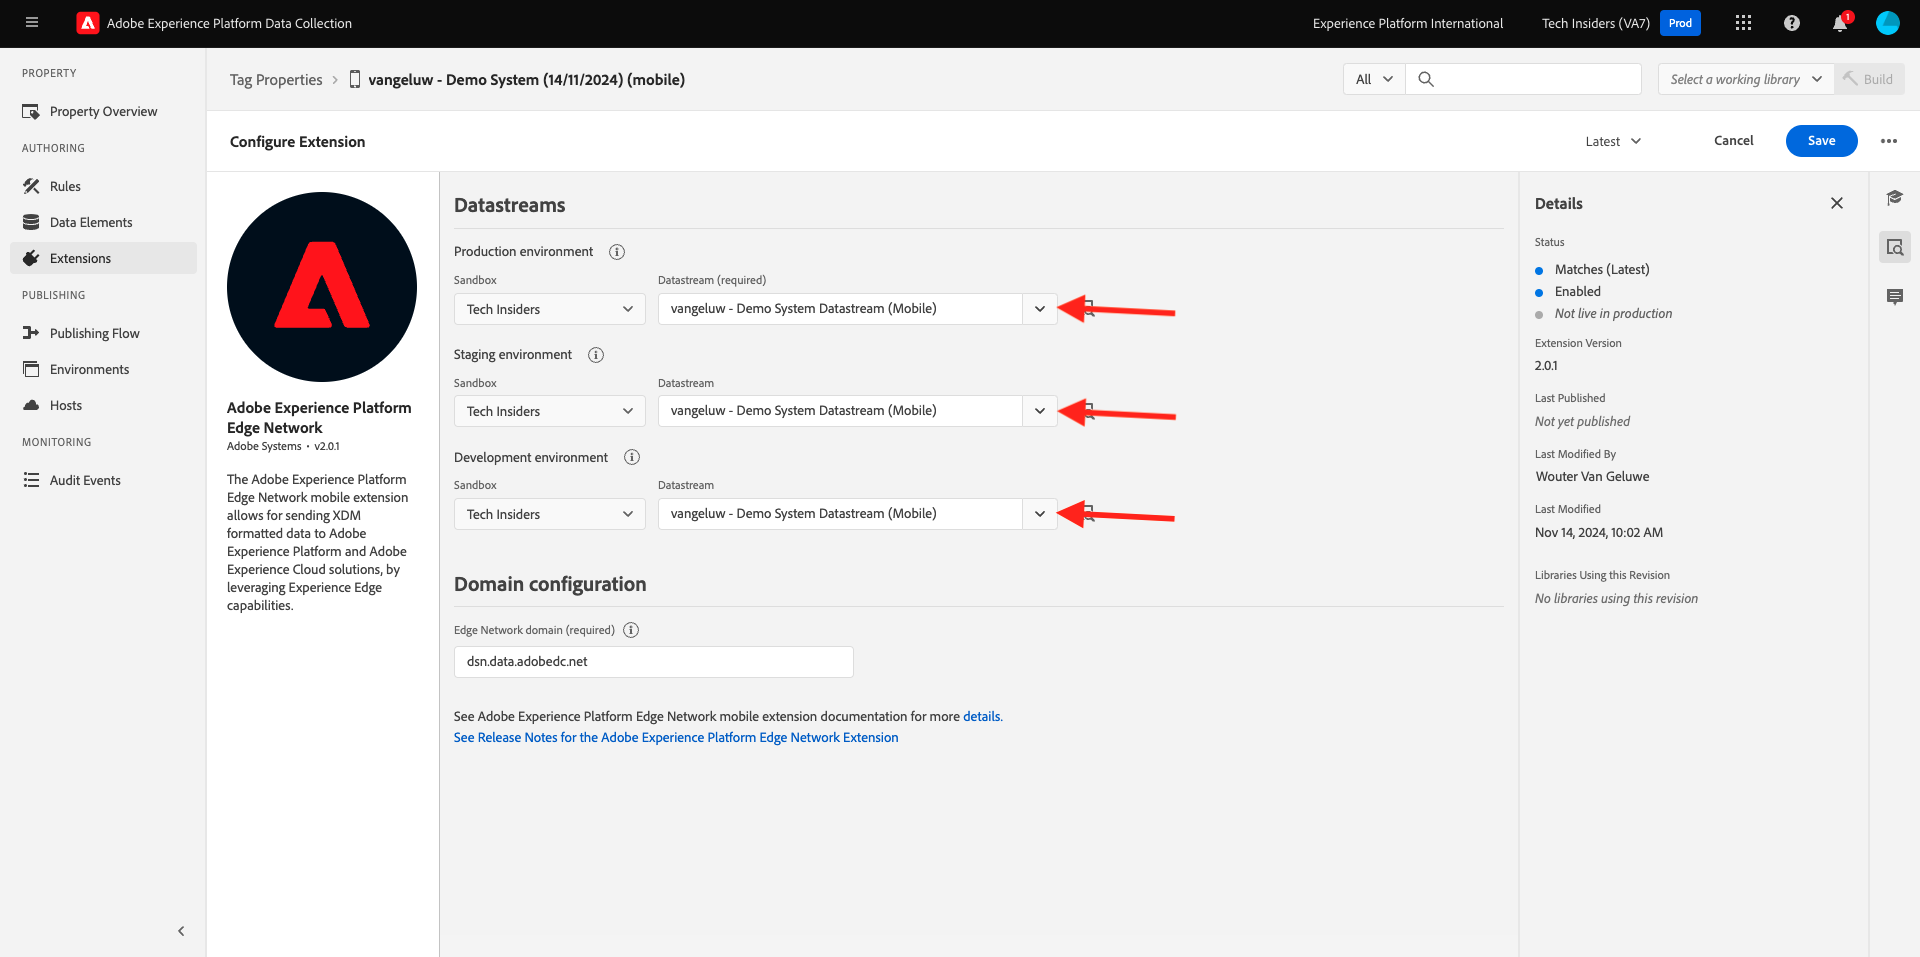 Adobe Experience Platform Data Collection
Experience Platform International
Tech Insiders (VA7)
Prod
1
PROPERTY
Property Overview
AUTHORING
Rules
Data Elements
Extensions
PUBLISHING
Publishing Flow
Environments
Hosts
MONITORING
Audit Events
Tag Properties
vangeluw - Demo System (14/11/2024) (mobile)
All
Select a working library
Build
Configure Extension
Latest
Cancel
Save
Adobe Experience Platform
Edge Network
Adobe Systems • v2.0.1
The Adobe Experience Platform
Edge Network mobile extension
allows for sending XDM
formatted data to Adobe
Experience Platform and Adobe
Experience Cloud solutions, by
leveraging Experience Edge
capabilities.
Datastreams
Production environment
Sandbox
Datastream (required)
Tech Insiders
vangeluw - Demo System Datastream (Mobile)
Staging environment
Sandbox
Datastream
Tech Insiders
vangeluw - Demo System Datastream (Mobile)
Development environment
Sandbox
Datastream
Tech Insiders
vangeluw - Demo System Datastream (Mobile)
Domain configuration
Edge Network domain (required)
dsn.data.adobedc.net
See Adobe Experience Platform Edge Network mobile extension documentation for more details.
See Release Notes for the Adobe Experience Platform Edge Network Extension
Details
Status
Matches (Latest)
Enabled
Not live in production
Extension Version
2.0.1
Last Published
Not yet published
Last Modified By
Wouter Van Geluwe
Last Modified
Nov 14, 2024, 10:02 AM
Libraries Using this Revision
No libraries using this revision